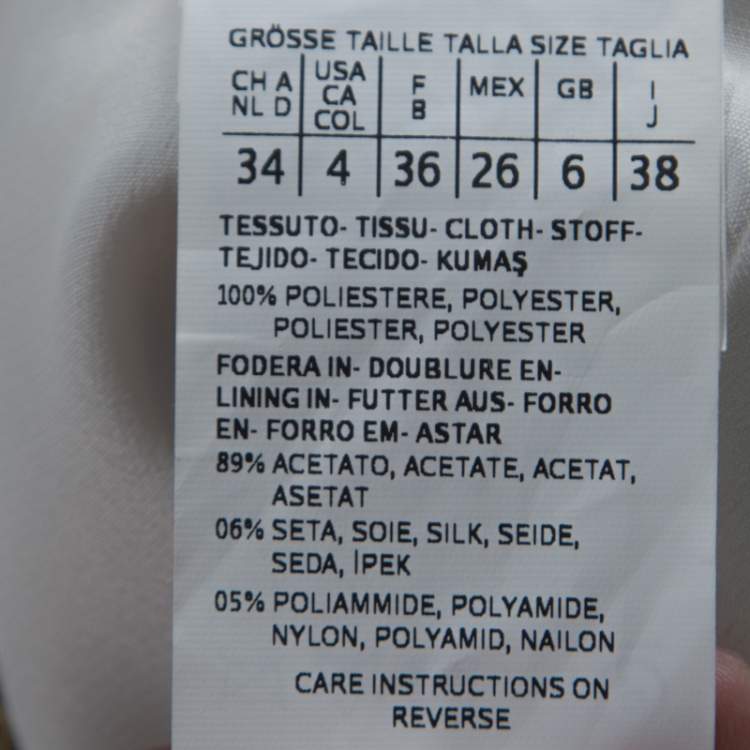 GRÖSSE TAILLE TALLA SIZE TAGLIA
CH A USA F MEX GB I
NL D CA B J
COL
34 4 36 26 6 38
TESSUTO- TISSU- CLOTH- STOFF-
TEJIDO- TECIDO- KUMAŞ
100% POLIESTERE, POLYESTER,
POLIESTER, POLYESTER
FODERA IN- DOUBLURE EN-
LINING IN- FUTTER AUS- FORRO
EN- FORRO EM- ASTAR
89% ACETATO, ACETATE, ACETAT,
ASETAT
06% SETA, SOIE, SILK, SEIDE,
SEDA, İPEK
05% POLIAMMIDE, POLYAMIDE,
NYLON, POLYAMID, NAILON
CARE INSTRUCTIONS ON
REVERSE